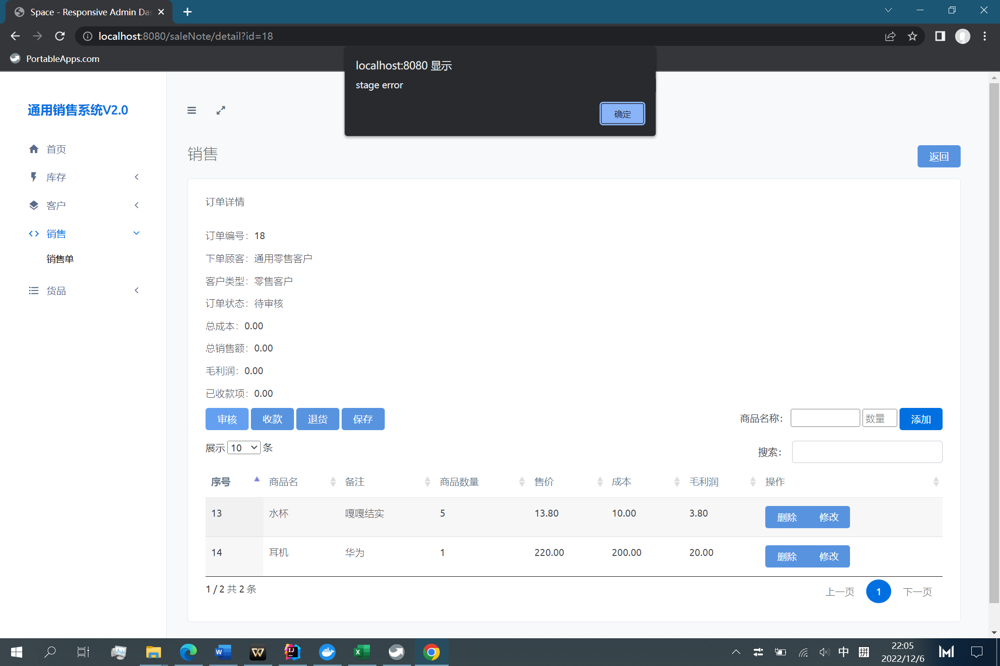 Space - Responsive Admin Das
localhost:8080/saleNote/detail?id=18
PortableApps.com
localhost:8080 显示
stage error
确定
通用销售系统V2.0
首页
库存
客户
销售
销售单
货品
销售
返回
订单详情
订单编号：18
下单顾客：通用零售客户
客户类型：零售客户
订单状态：待审核
总成本：0.00
总销售额：0.00
毛利润：0.00
已收款项：0.00
审核 收款 退货 保存
商品名称： 数量 添加
展示 10 条
搜索：
序号 商品名 备注 商品数量 售价 成本 毛利润 操作
13 水杯 嘎嘎结实 5 13.80 10.00 3.80 删除 修改
14 耳机 华为 1 220.00 200.00 20.00 删除 修改
1 / 2 共 2 条
上一页 1 下一页
中 拼
22:05
2022/12/6